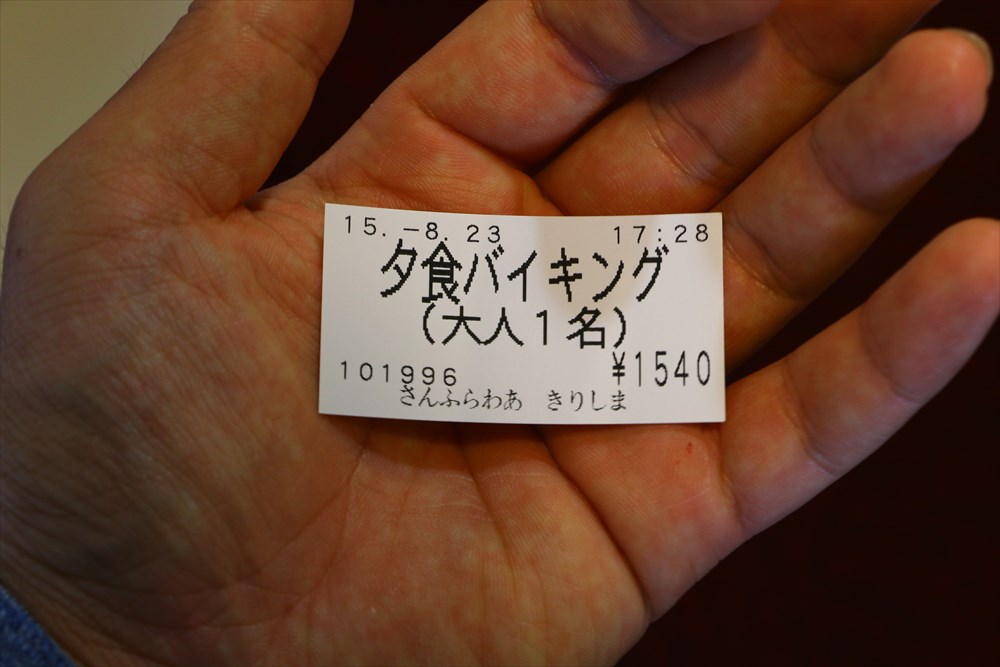 15.-8.23 17:28
夕食バイキング
(大人1名)
¥1540
101996
さんふらわあ きりしま